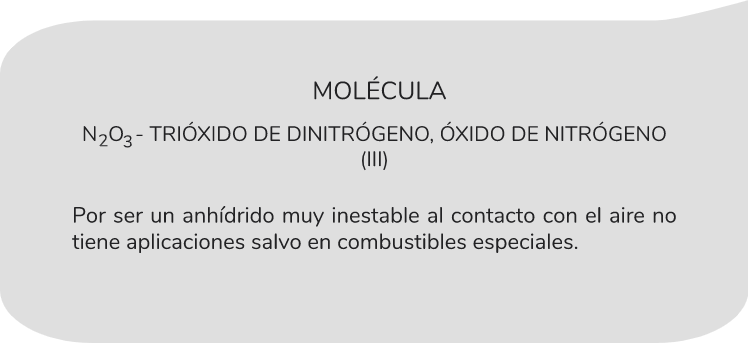 MOLÉCULA
N₂O₃- TRIÓXIDO DE DINITRÓGENO, ÓXIDO DE NITRÓGENO
(III)
Por ser un anhídrido muy inestable al contacto con el aire no
tiene aplicaciones salvo en combustibles especiales.